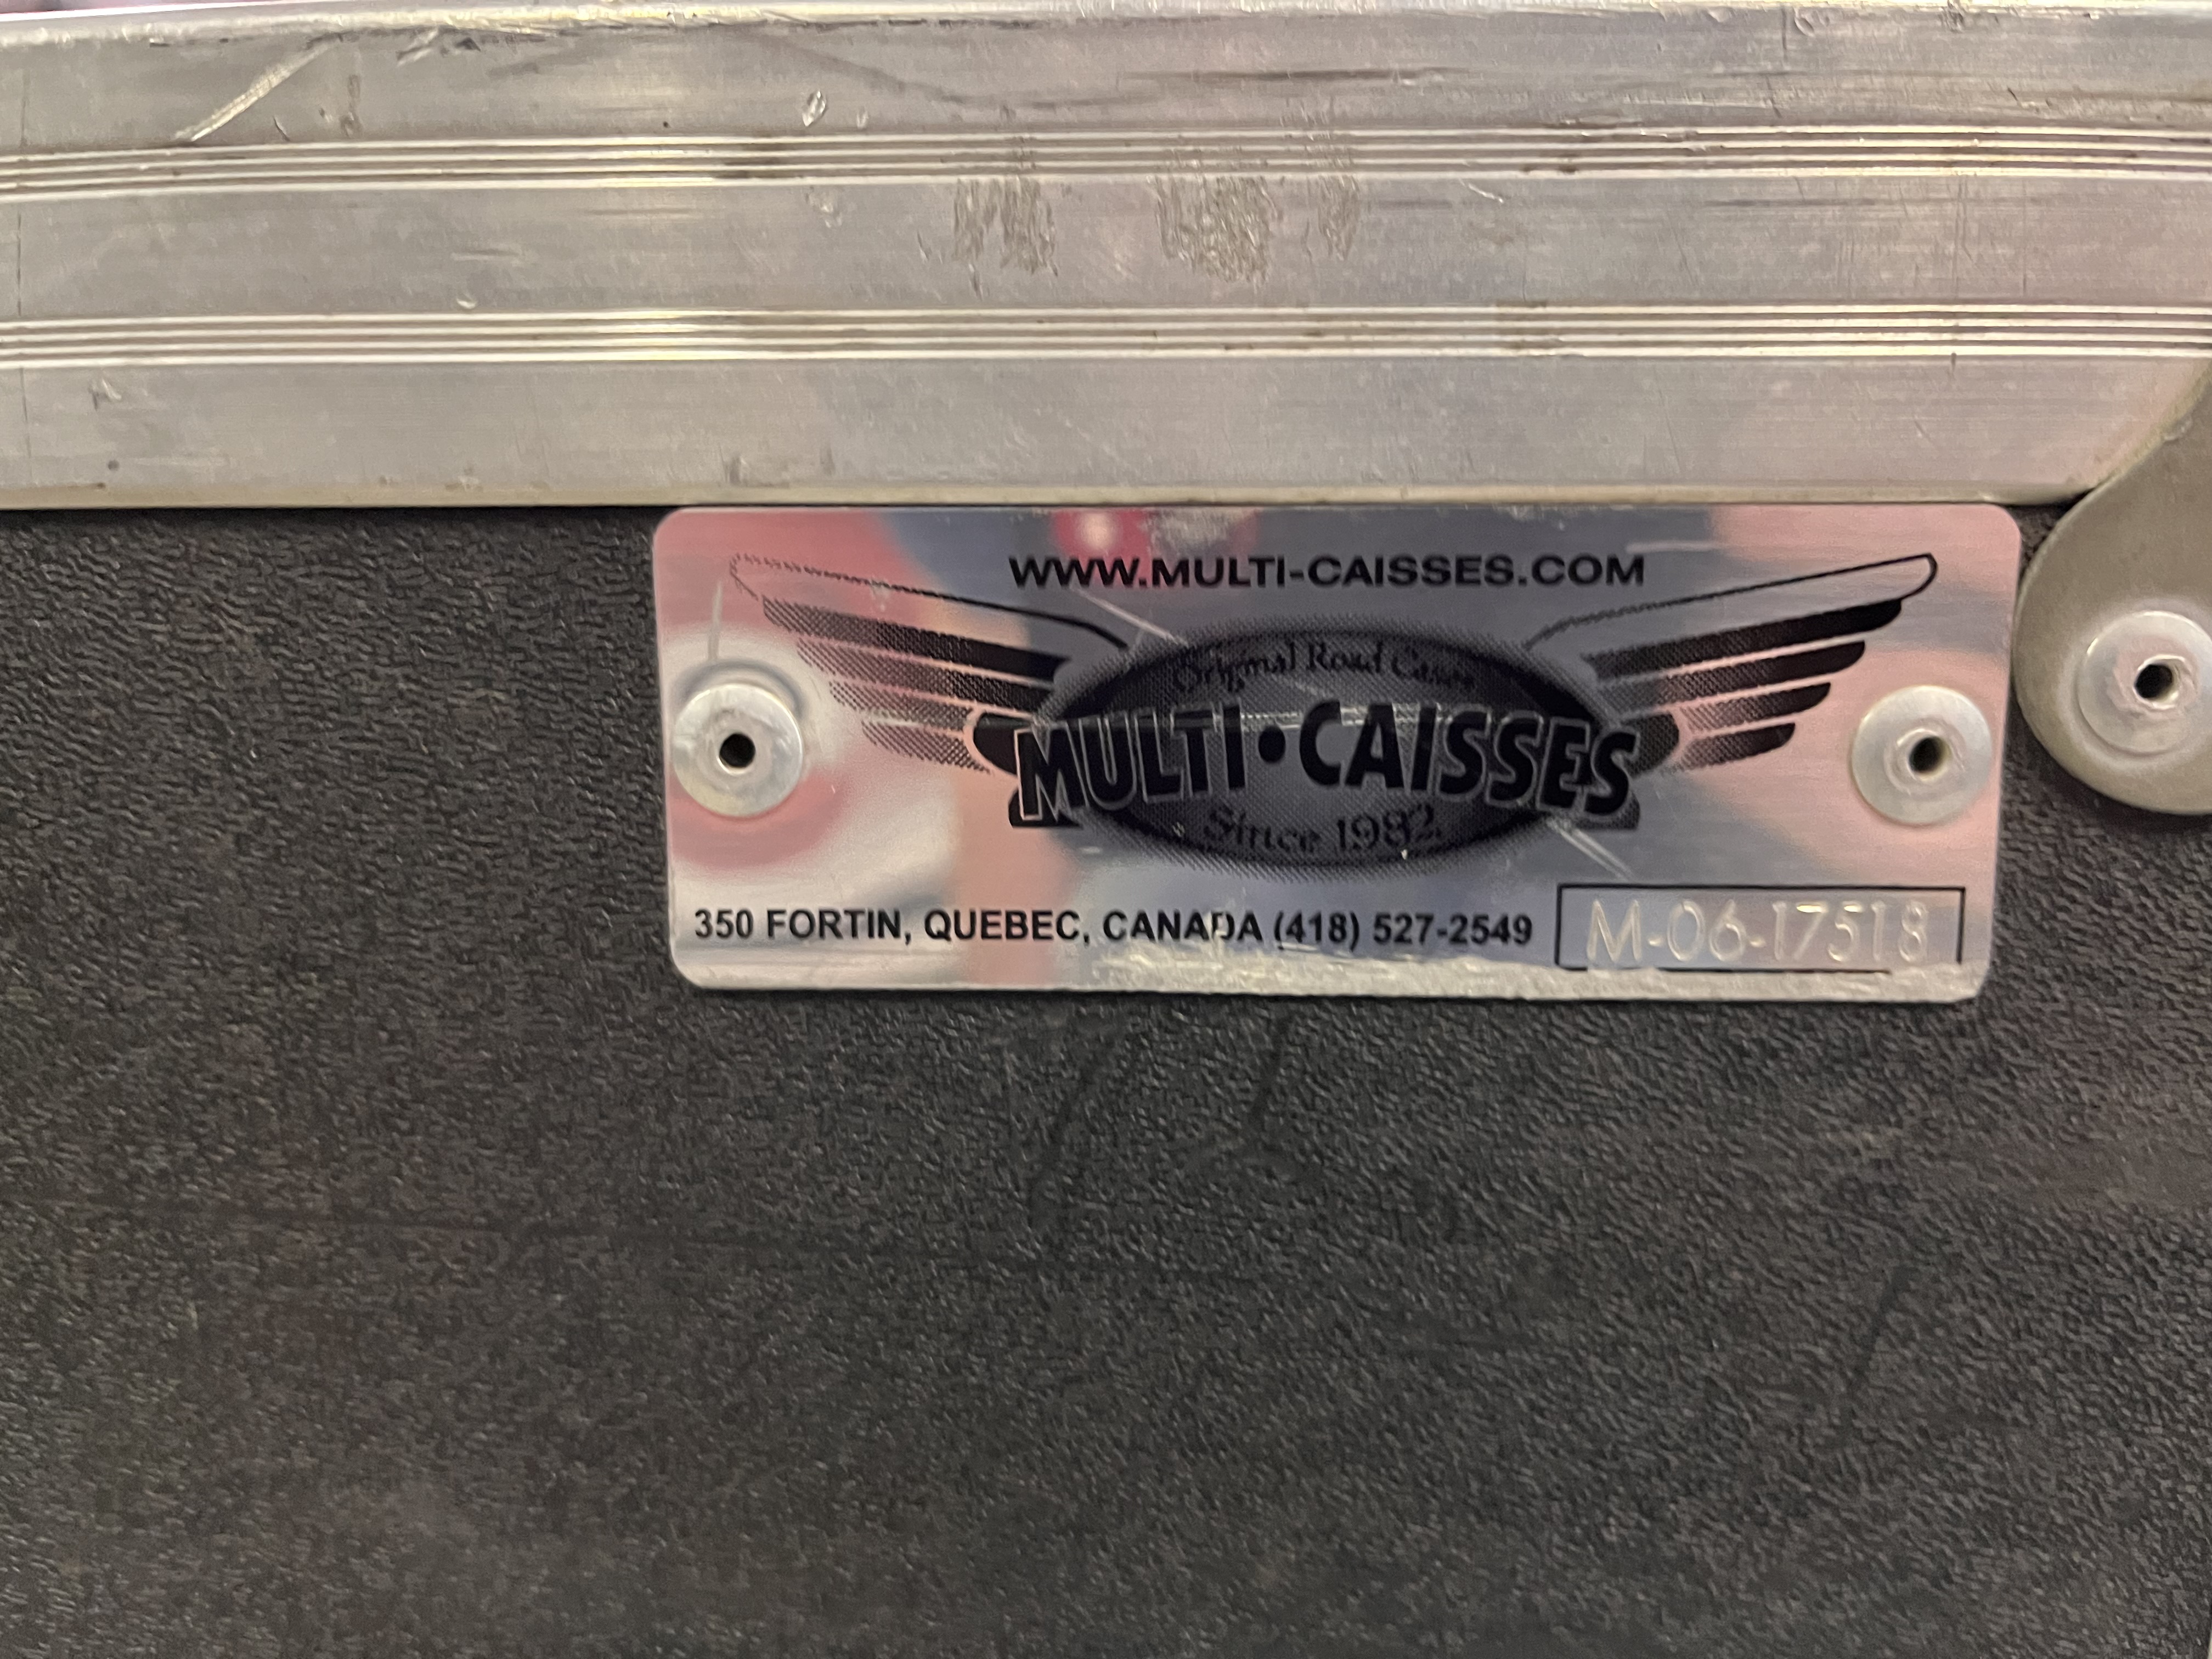 WWW.MULTI-CAISSES.COM
Original Road Cases
MULTI•CAISSES
Since 1982
350 FORTIN, QUEBEC, CANADA (418) 527-2549
M-06-17518